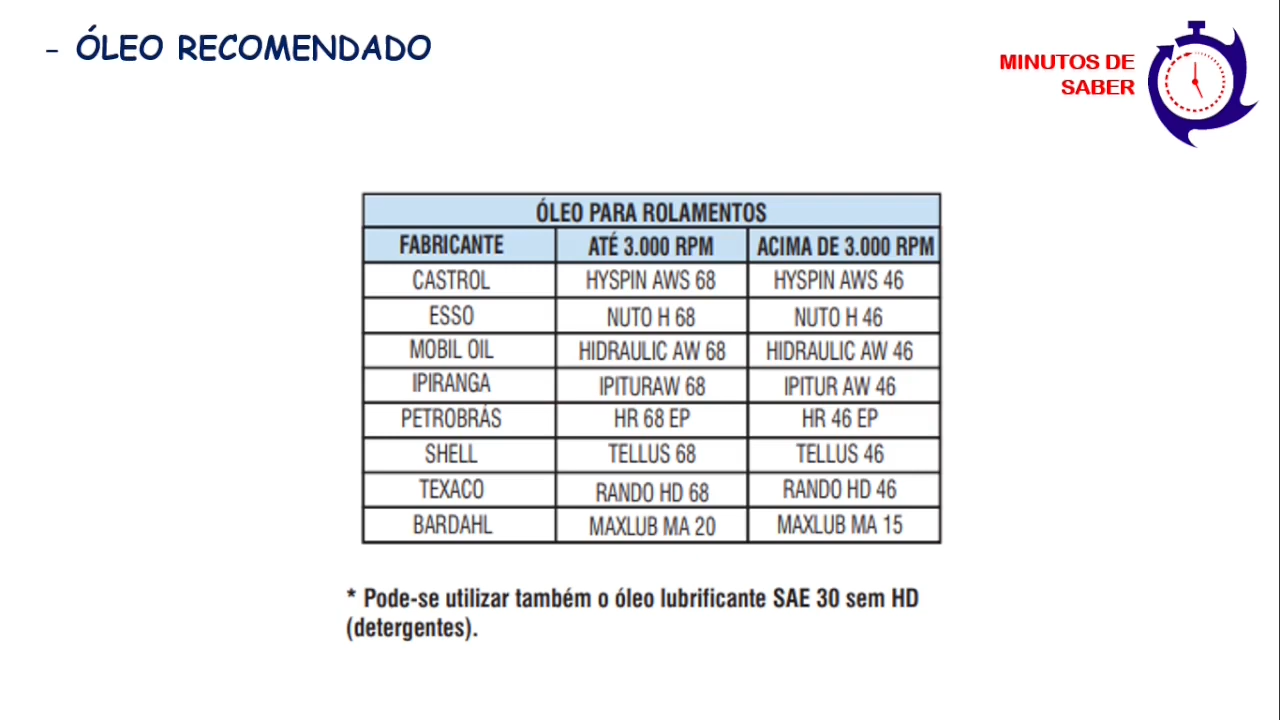 - ÓLEO RECOMENDADO
MINUTOS DE
SABER
ÓLEO PARA ROLAMENTOS
FABRICANTE ATÉ 3.000 RPM ACIMA DE 3.000 RPM
CASTROL HYSPIN AWS 68 HYSPIN AWS 46
ESSO NUTO H 68 NUTO H 46
MOBIL OIL HIDRAULIC AW 68 HIDRAULIC AW 46
IPIRANGA IPITURAW 68 IPITUR AW 46
PETROBRÁS HR 68 EP HR 46 EP
SHELL TELLUS 68 TELLUS 46
TEXACO RANDO HD 68 RANDO HD 46
BARDAHL MAXLUB MA 20 MAXLUB MA 15
* Pode-se utilizar também o óleo lubrificante SAE 30 sem HD
(detergentes).